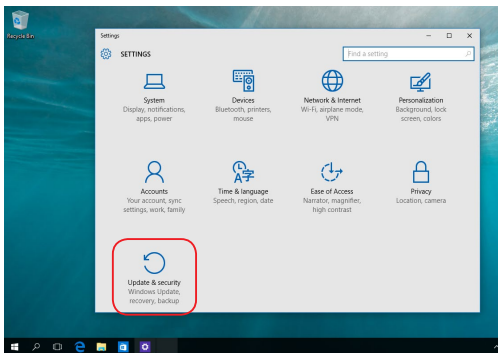 Recycle Bin
Settings
SETTINGS
Find a setting
System
Display, notifications,
apps, power
Devices
Bluetooth, printers,
mouse
Network & Internet
Wi-Fi, airplane mode,
VPN
Personalization
Background, lock
screen, colors
Accounts
Your account, sync
settings, work, family
Time & language
Speech, region, date
Ease of Access
Narrator, magnifier,
high contrast
Privacy
Location, camera
Update & security
Windows Update,
recovery, backup